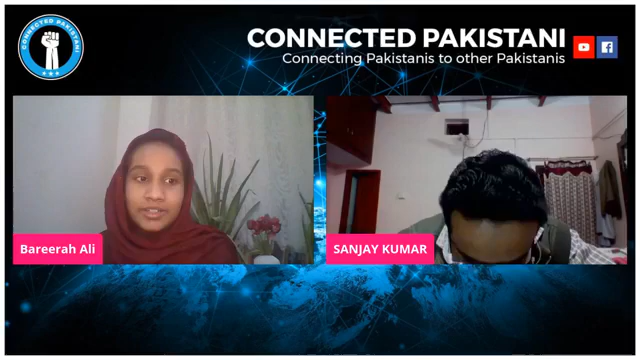 CONNECTED PAKISTANI
CONNECTED PAKISTANI
Connecting Pakistanis to other Pakistanis
Bareerah Ali
SANJAY KUMAR